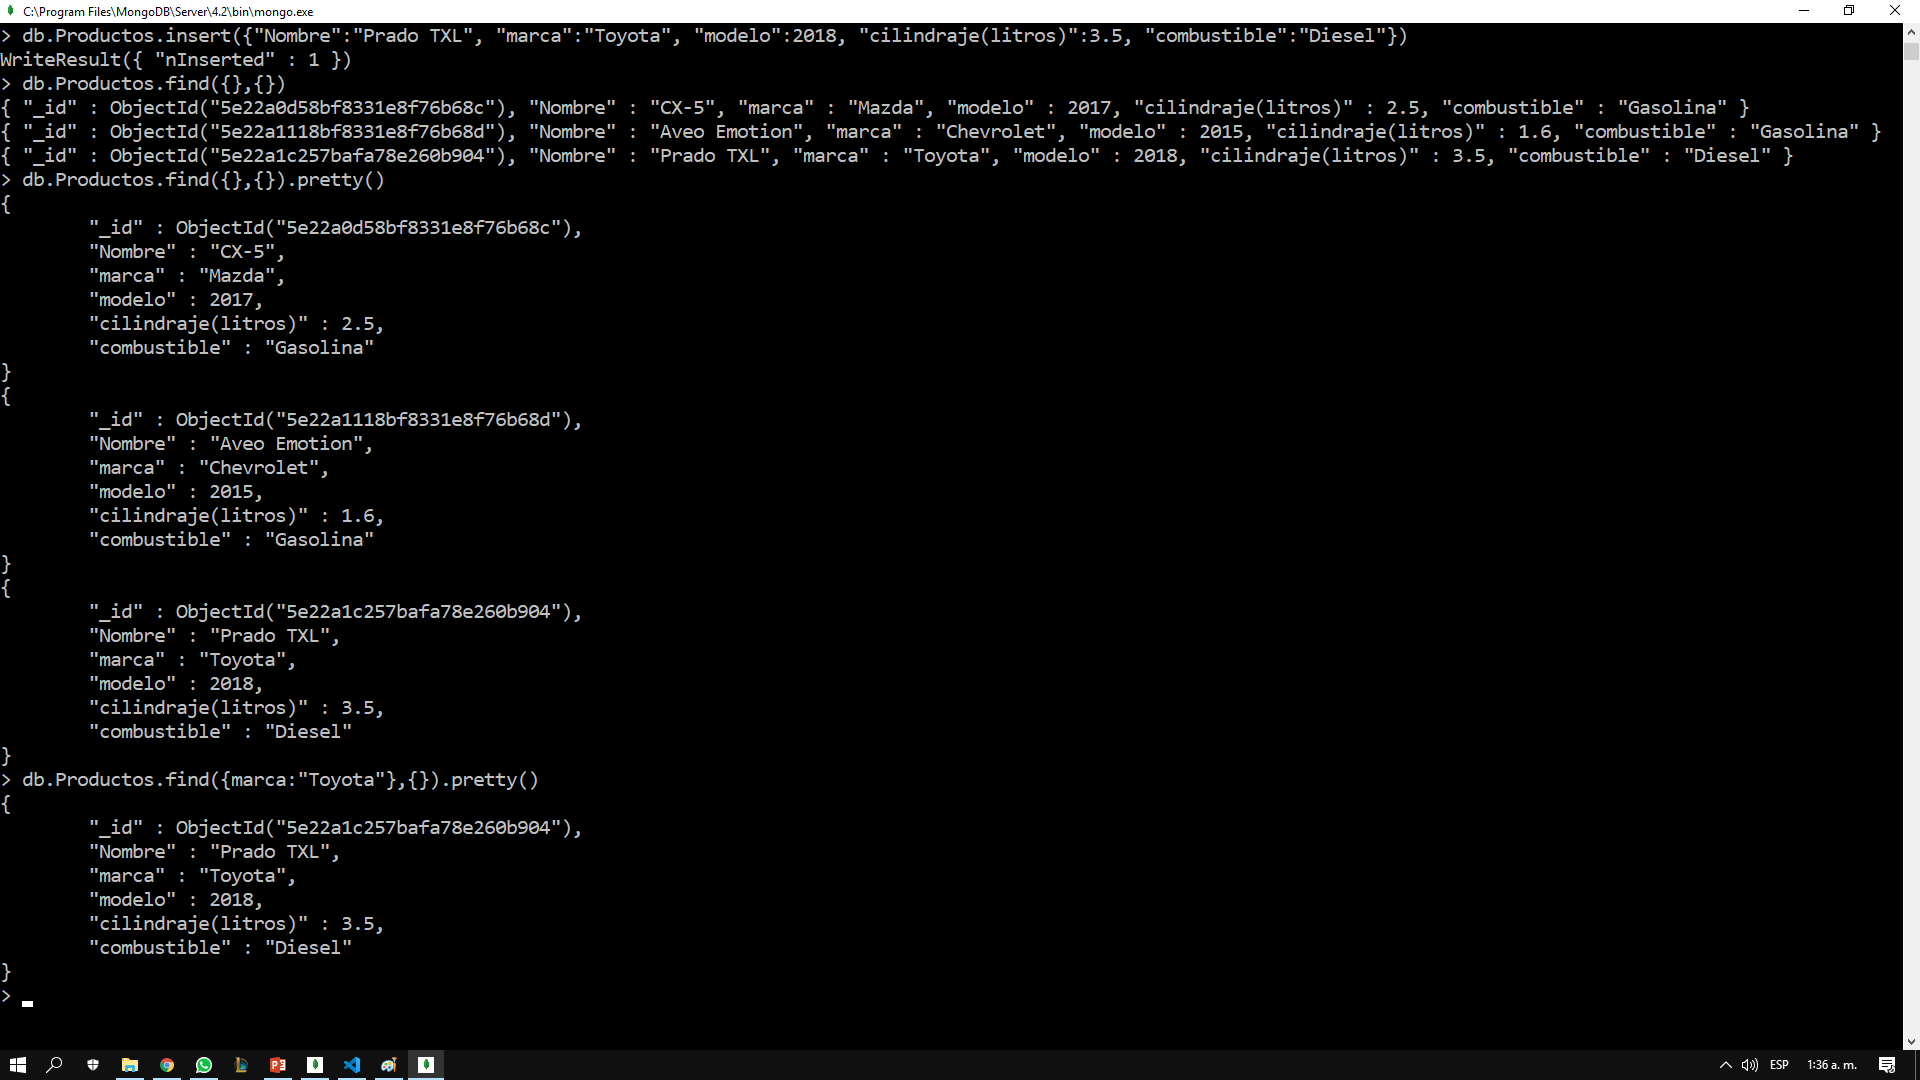 C:\Program Files\MongoDB\Server\4.2\bin\mongo.exe
> db.Productos.insert({"Nombre":"Prado TXL", "marca":"Toyota", "modelo":2018, "cilindraje(litros)":3.5, "combustible":"Diesel"})
WriteResult({ "nInserted" : 1 })
> db.Productos.find({},{})
{ "_id" : ObjectId("5e22a0d58bf8331e8f76b68c"), "Nombre" : "CX-5", "marca" : "Mazda", "modelo" : 2017, "cilindraje(litros)" : 2.5, "combustible" : "Gasolina" }
{ "_id" : ObjectId("5e22a1118bf8331e8f76b68d"), "Nombre" : "Aveo Emotion", "marca" : "Chevrolet", "modelo" : 2015, "cilindraje(litros)" : 1.6, "combustible" : "Gasolina" }
{ "_id" : ObjectId("5e22a1c257bafa78e260b904"), "Nombre" : "Prado TXL", "marca" : "Toyota", "modelo" : 2018, "cilindraje(litros)" : 3.5, "combustible" : "Diesel" }
> db.Productos.find({},{}).pretty()
{
        "_id" : ObjectId("5e22a0d58bf8331e8f76b68c"),
        "Nombre" : "CX-5",
        "marca" : "Mazda",
        "modelo" : 2017,
        "cilindraje(litros)" : 2.5,
        "combustible" : "Gasolina"
}
{
        "_id" : ObjectId("5e22a1118bf8331e8f76b68d"),
        "Nombre" : "Aveo Emotion",
        "marca" : "Chevrolet",
        "modelo" : 2015,
        "cilindraje(litros)" : 1.6,
        "combustible" : "Gasolina"
}
{
        "_id" : ObjectId("5e22a1c257bafa78e260b904"),
        "Nombre" : "Prado TXL",
        "marca" : "Toyota",
        "modelo" : 2018,
        "cilindraje(litros)" : 3.5,
        "combustible" : "Diesel"
}
> db.Productos.find({marca:"Toyota"},{}).pretty()
{
        "_id" : ObjectId("5e22a1c257bafa78e260b904"),
        "Nombre" : "Prado TXL",
        "marca" : "Toyota",
        "modelo" : 2018,
        "cilindraje(litros)" : 3.5,
        "combustible" : "Diesel"
}
>
ESP 1:36 a. m.